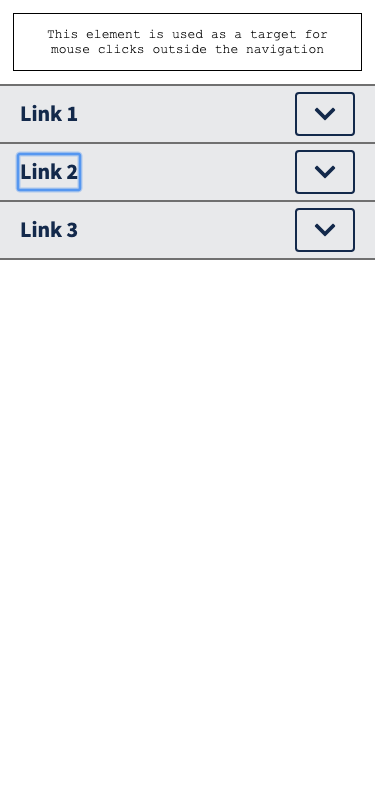 This element is used as a target for
mouse clicks outside the navigation
Link 1
Link 2
Link 3